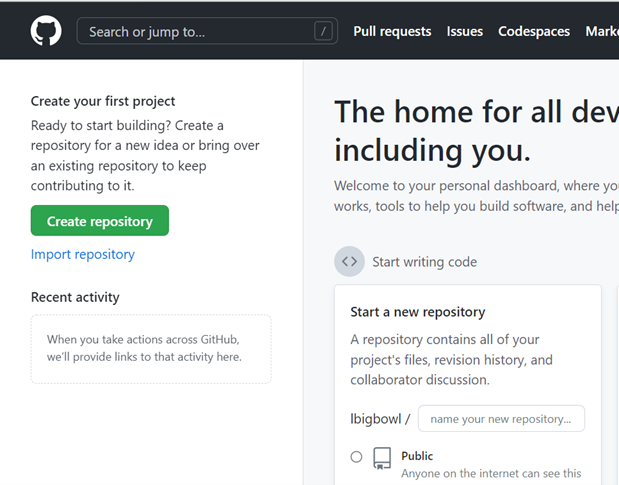 Search or jump to... /
Pull requests Issues Codespaces
Create your first project
Ready to start building? Create a
repository for a new idea or bring over
an existing repository to keep
contributing to it.
Create repository
Import repository
Recent activity
When you take actions across GitHub,
we'll provide links to that activity here.
The home for all
including you.
Welcome to your personal dashboard, where
works, tools to help you build software, and
Start writing code
Start a new repository
A repository contains all of your
project's files, revision history, and
collaborator discussion.
lbigbowl / name your new repository...
Public
Anyone on the internet can see this